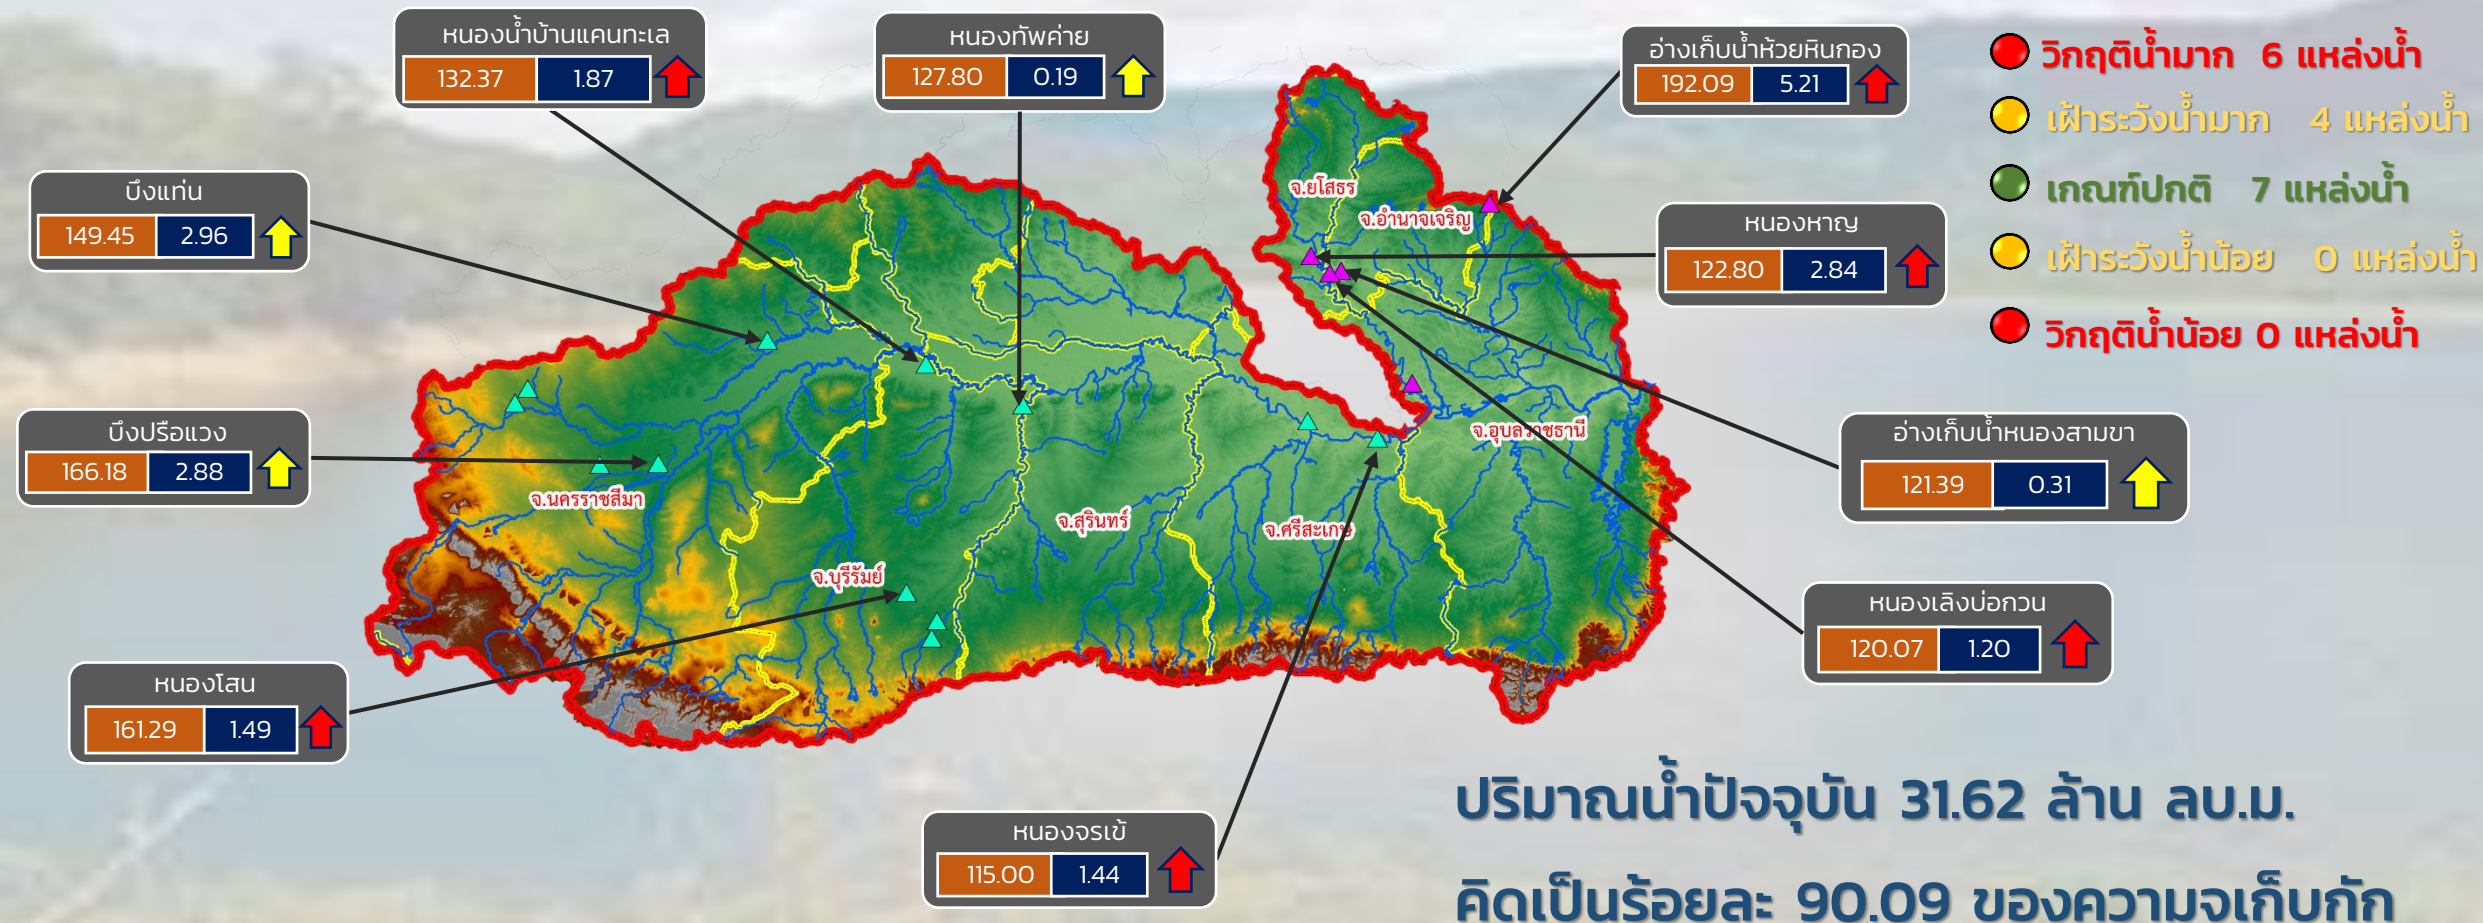 หนองน้ำบ้านแคนทะเล
132.37 1.87
หนองทัพค่าย
127.80 0.19
อ่างเก็บน้ำห้วยหินกอง
192.09 5.21
วิกฤติน้ำมาก 6 แหล่งน้ำ
เฝ้าระวังน้ำมาก 4 แหล่งน้ำ
เกณฑ์ปกติ 7 แหล่งน้ำ
เฝ้าระวังน้ำน้อย 0 แหล่งน้ำ
วิกฤติน้ำน้อย 0 แหล่งน้ำ
บึงแท่น
149.45 2.96
จ.ยโสธร
จ.อำนาจเจริญ
หนองหาญ
122.80 2.84
บึงปรือแวง
166.18 2.88
จ.นครราชสีมา
จ.สุรินทร์
จ.ศรีสะเกษ
จ.อุบลราชธานี
จ.บุรีรัมย์
อ่างเก็บน้ำหนองสามขา
121.39 0.31
หนองเลิงบ่อกวน
120.07 1.20
หนองโสน
161.29 1.49
หนองจรเข้
115.00 1.44
ปริมาณน้ำปัจจุบัน 31.62 ล้าน ลบ.ม.
คิดเป็นร้อยละ 90.09 ของความจุเก็บกัก